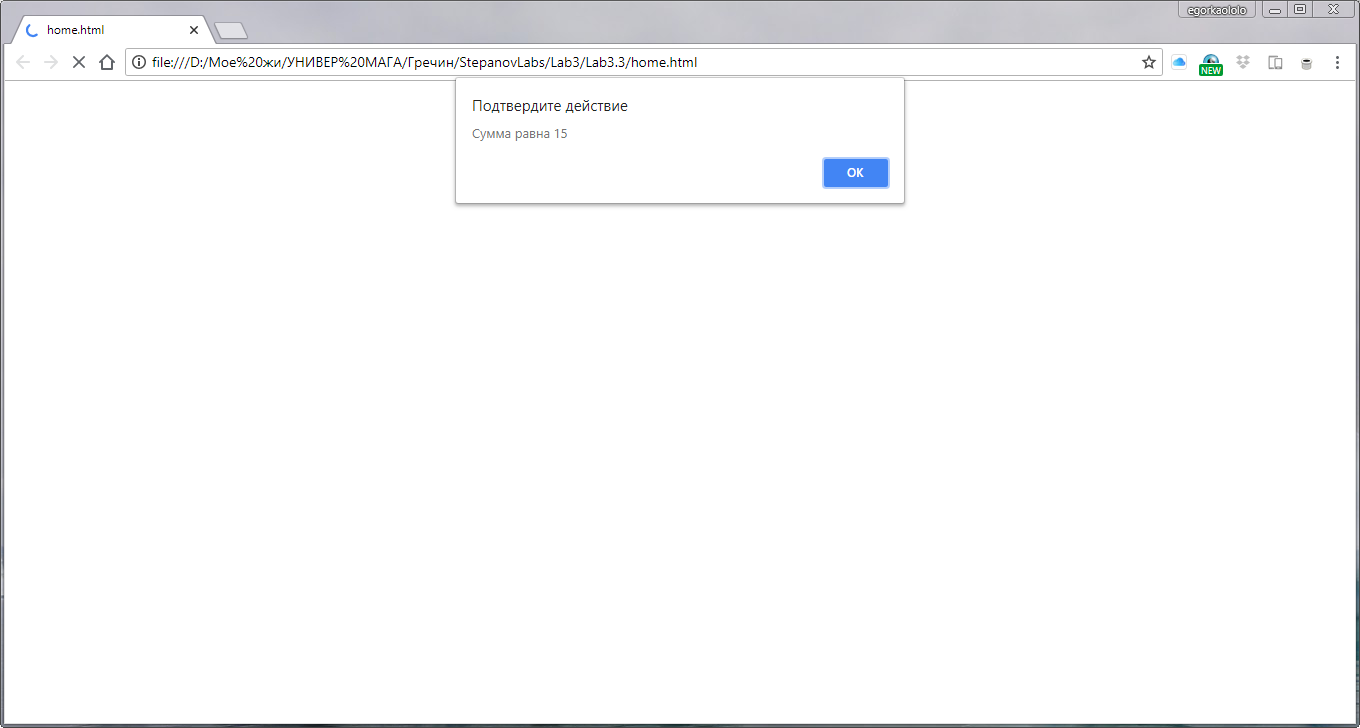 egorkaololo
home.html
file:///D:/Мое%20жи/УНИВЕР%20МАГА/Гречин/StepanovLabs/Lab3/Lab3.3/home.html
NEW
Подтвердите действие
Сумма равна 15
ОК